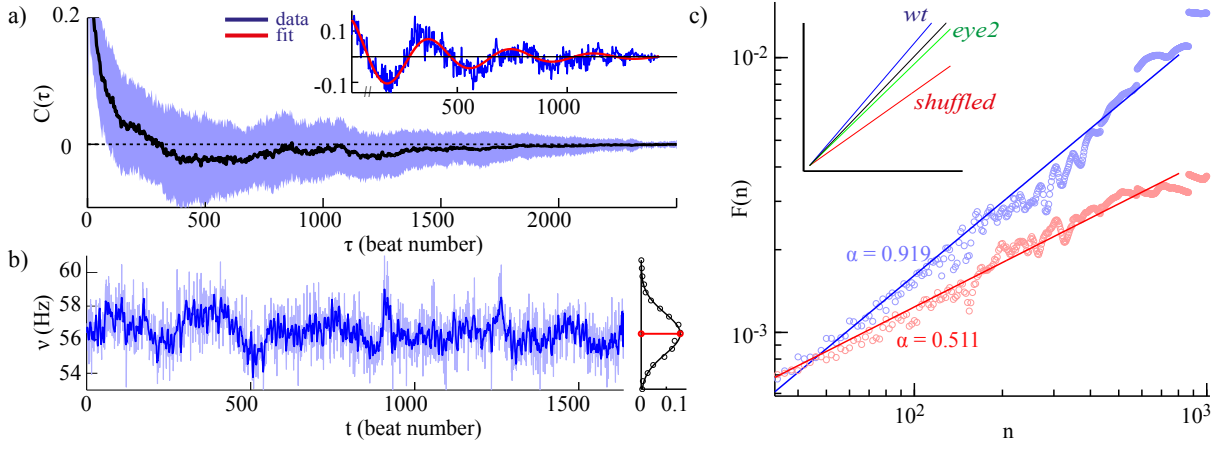 a)
0.2
C(τ)
0
0
500
1000
1500
2000
τ (beat number)
data
fit
0.1
-0.1
500
1000
b)
60
58
56
54
ν (Hz)
0
500
1000
1500
t (beat number)
0
0.1
c)
10⁻²
F(n)
10⁻³
wt
eye2
shuffled
α = 0.919
α = 0.511
10²
10³
n